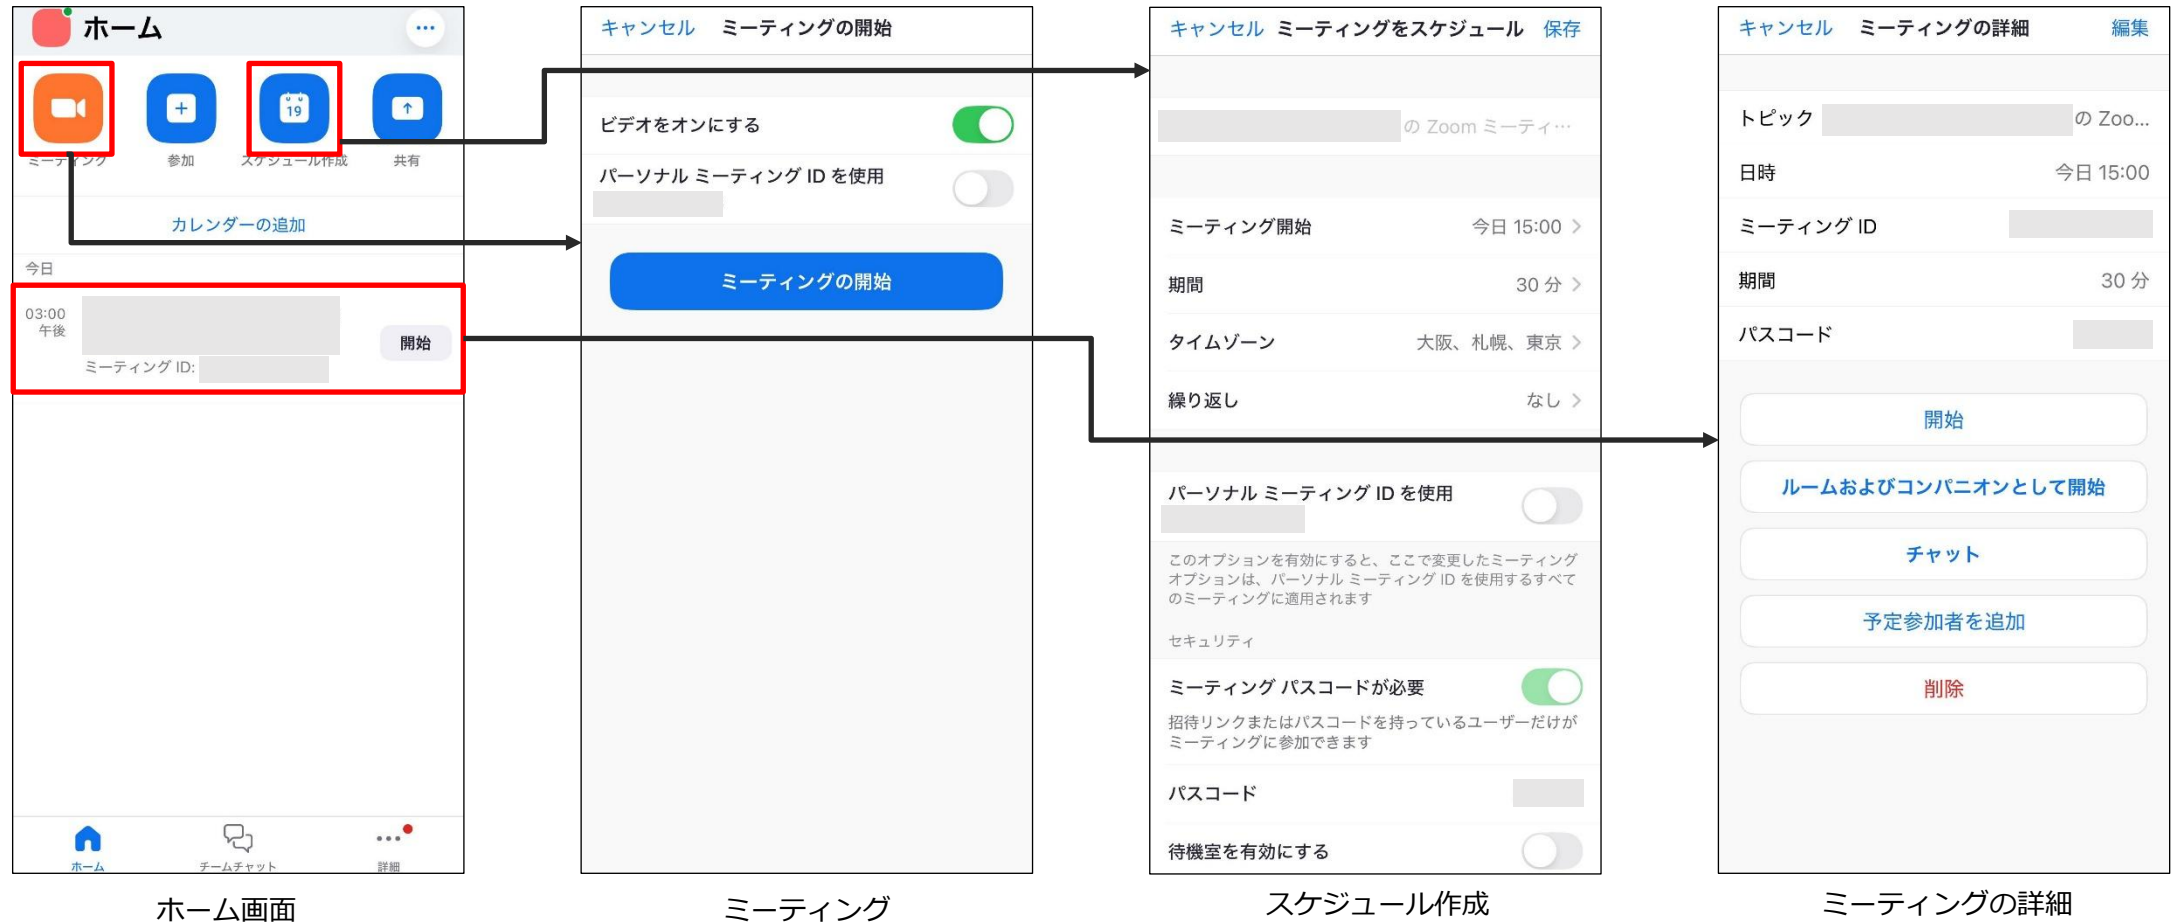 ホーム
ミーティング
参加
19
スケジュール作成
共有
カレンダーの追加
今日
03:00
午後
開始
ミーティング ID:
ホーム
チームチャット
詳細
ホーム画面
キャンセル ミーティングの開始
ビデオをオンにする
パーソナル ミーティング ID を使用
ミーティングの開始
ミーティング
キャンセル ミーティングをスケジュール 保存
の Zoom ミーティ…
ミーティング開始 今日 15:00
期間 30 分
タイムゾーン 大阪、札幌、東京
繰り返し なし
パーソナル ミーティング ID を使用
このオプションを有効にすると、ここで変更したミーティング
オプションは、パーソナル ミーティング ID を使用するすべて
のミーティングに適用されます
セキュリティ
ミーティング パスコードが必要
招待リンクまたはパスコードを持っているユーザーだけが
ミーティングに参加できます
パスコード
待機室を有効にする
スケジュール作成
キャンセル ミーティングの詳細 編集
トピック の Zoo...
日時 今日 15:00
ミーティング ID
期間 30 分
パスコード
開始
ルームおよびコンパニオンとして開始
チャット
予定参加者を追加
削除
ミーティングの詳細